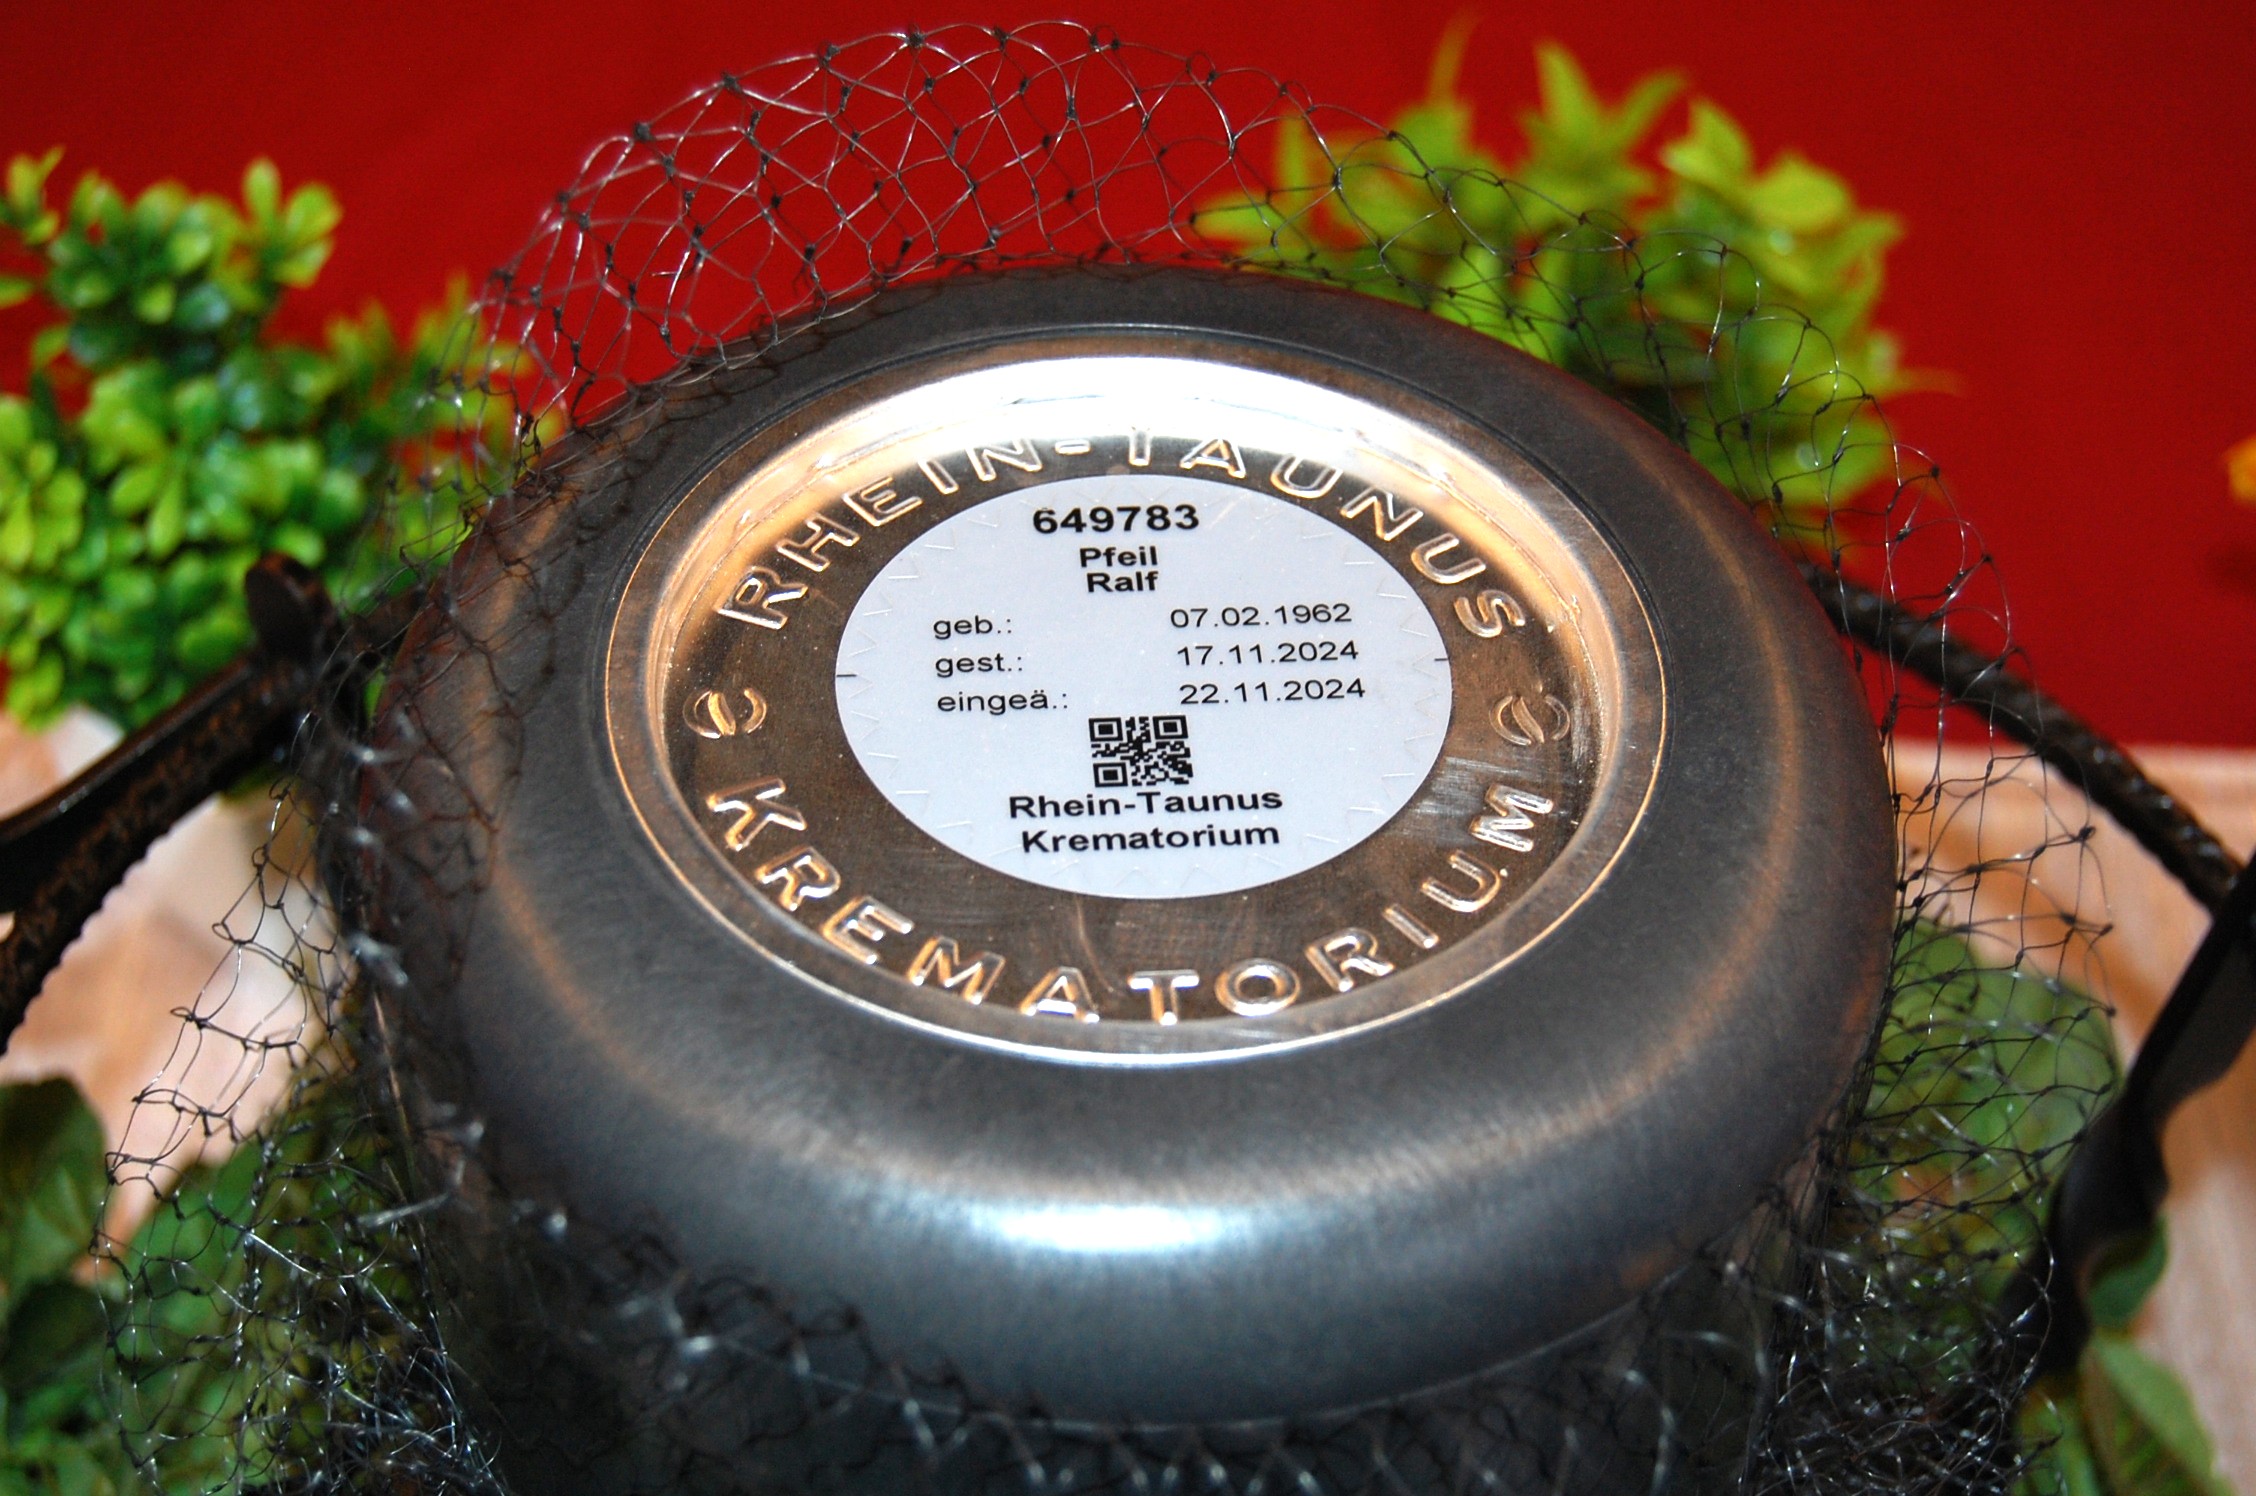 RHEIN-TAUNUS
649783
Pfeil
Ralf
geb.: 07.02.1962
gest.: 17.11.2024
eingeä.: 22.11.2024
Rhein-Taunus
Krematorium
KREMATORIUM